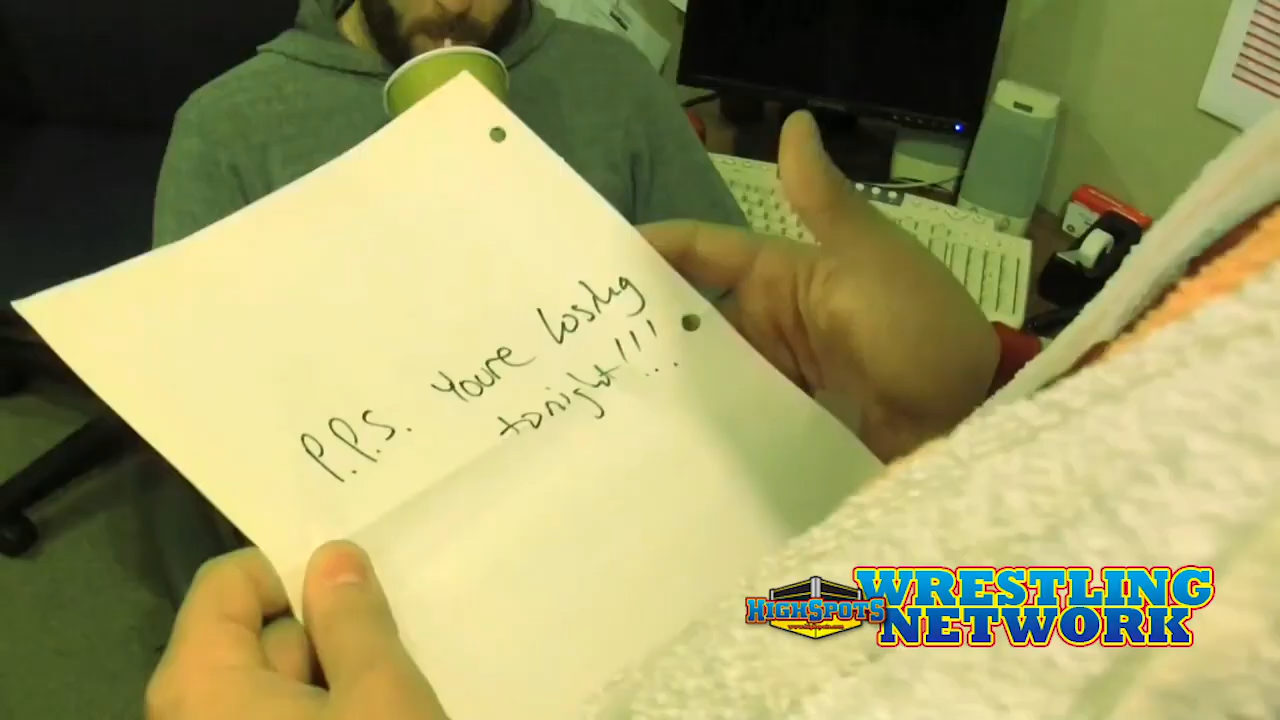 P.P.S. Youre losing
tonight!!!...
HIGHSPOTS
WRESTLING
NETWORK